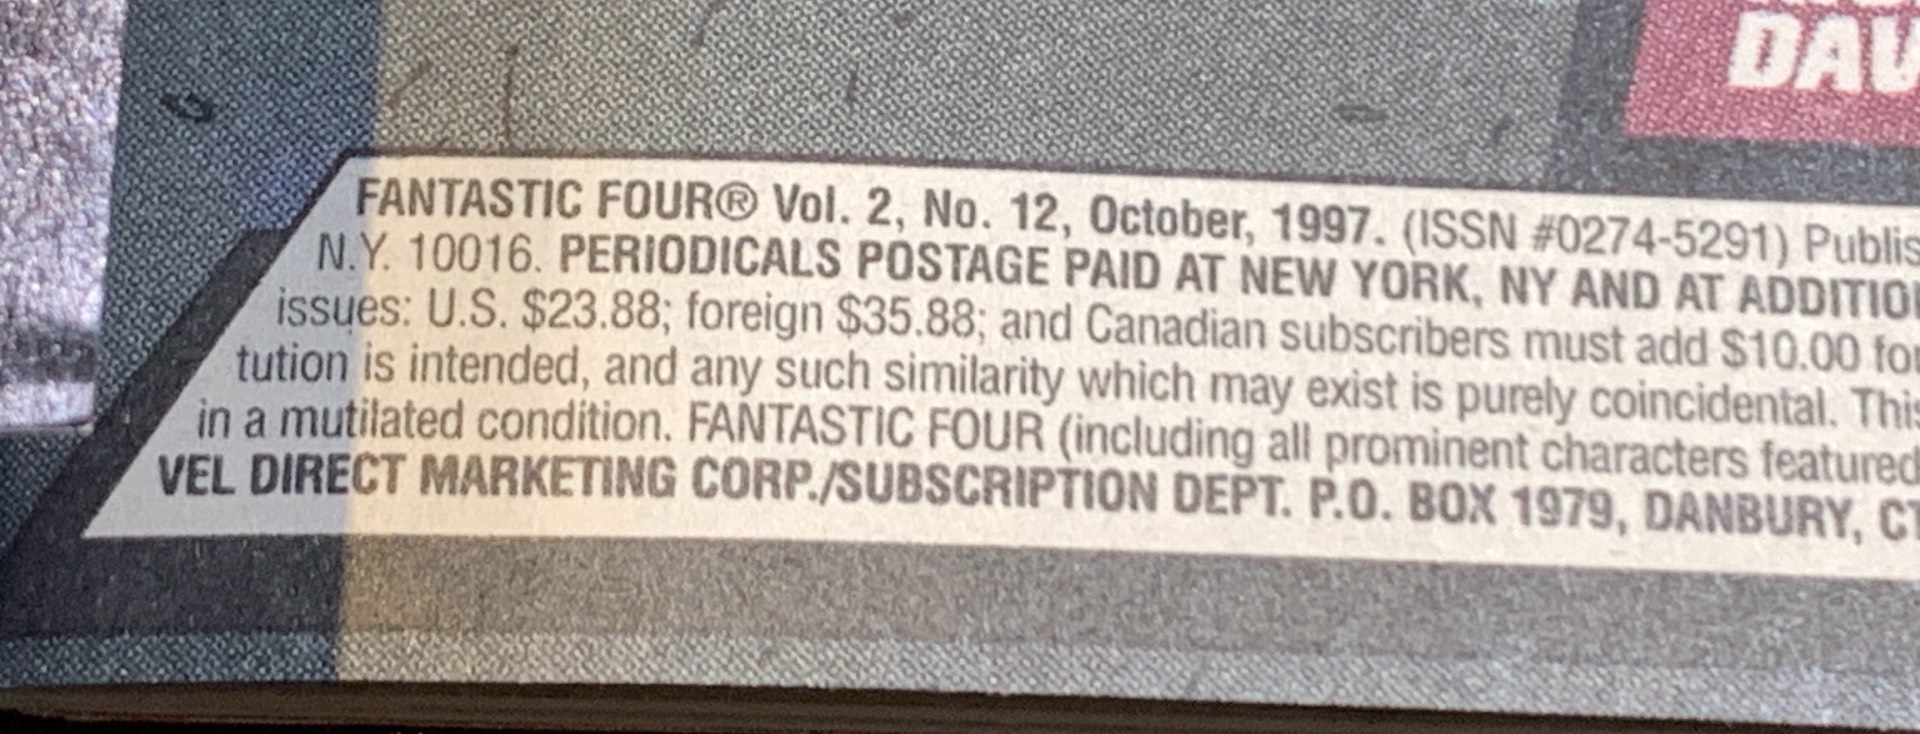 DAV
FANTASTIC FOUR® Vol. 2, No. 12, October, 1997. (ISSN #0274-5291) Publis
N.Y. 10016. PERIODICALS POSTAGE PAID AT NEW YORK, NY AND AT ADDITIO
issues: U.S. $23.88; foreign $35.88; and Canadian subscribers must add $10.00 for
tution is intended, and any such similarity which may exist is purely coincidental. This
in a mutilated condition. FANTASTIC FOUR (including all prominent characters featured
VEL DIRECT MARKETING CORP./SUBSCRIPTION DEPT. P.O. BOX 1979, DANBURY, CT